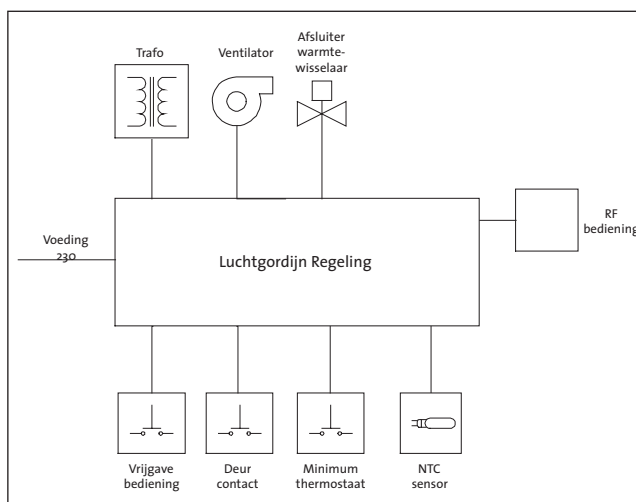 Trafo
Ventilator
Afsluiter
warmte-
wisselaar
Voeding
230
Luchtgordijn Regeling
RF
bediening
Vrijgave
bediening
Deur
contact
Minimum
thermostaat
NTC
sensor